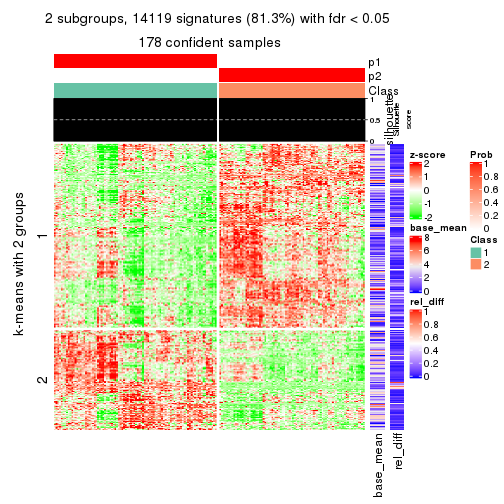 2 subgroups, 14119 signatures (81.3%) with fdr < 0.05
178 confident samples
p1
p2
Class
1
0.5
0
silhouette
Silhouette
score
k-means with 2 groups
1
2
base_mean
rel_diff
z-score
2
1
0
-1
-2
base_mean
8
6
4
2
0
rel_diff
1
0.8
0.6
0.4
0.2
0
Prob
1
0.8
0.6
0.4
0.2
0
Class
1
2